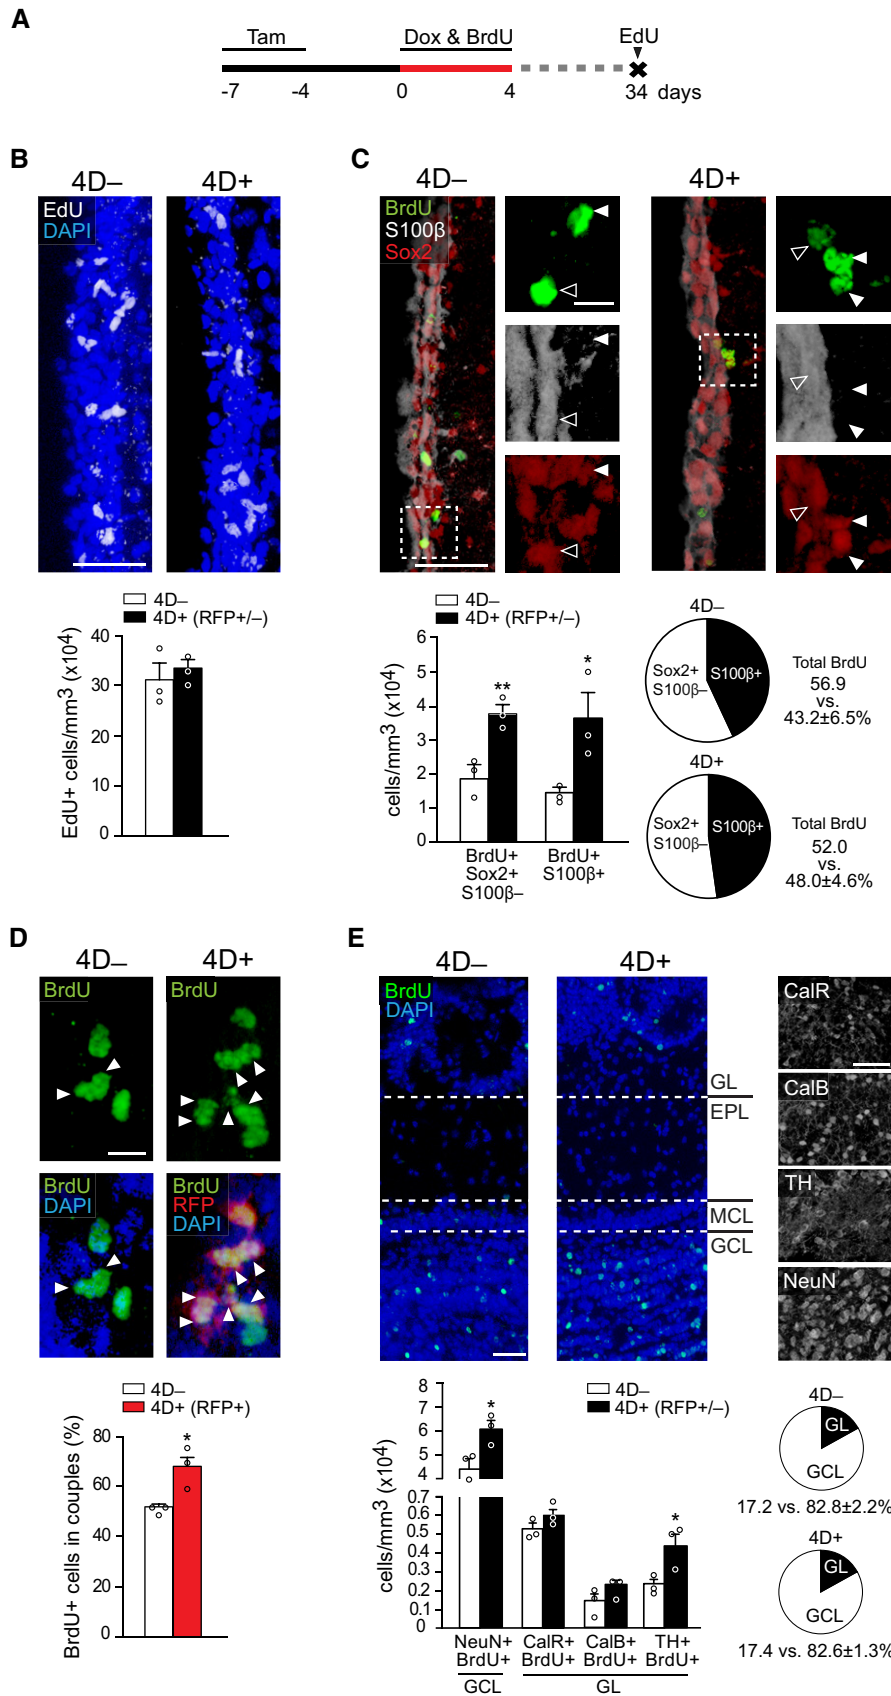 A
Tam
Dox & BrdU
EdU
-7
-4
0
4
34 days
B
4D–
4D+
EdU
DAPI
4D–
4D+ (RFP+/–)
EdU+ cells/mm³ (x10⁴)
40
30
20
10
0
C
4D–
4D+
BrdU
S100β
Sox2
4D–
4D+ (RFP+/–)
cells/mm³ (x10⁴)
6
5
4
3
2
1
0
**
*
BrdU+
Sox2+
S100β–
BrdU+
S100β+
4D–
Sox2+
S100β–
S100β+
Total BrdU
56.9
vs.
43.2±6.5%
4D+
Sox2+
S100β–
S100β+
Total BrdU
52.0
vs.
48.0±4.6%
D
4D–
4D+
BrdU
BrdU
BrdU
DAPI
BrdU
RFP
DAPI
4D–
4D+ (RFP+)
BrdU+ cells in couples (%)
80
60
40
20
0
*
E
4D–
4D+
BrdU
DAPI
GL
EPL
MCL
GCL
CalR
CalB
TH
NeuN
4D–
4D+ (RFP+/–)
cells/mm³ (x10⁴)
8
7
6
5
4
0.6
0.5
0.4
0.3
0.2
0.1
0
*
*
NeuN+
BrdU+
CalR+
BrdU+
CalB+
BrdU+
TH+
BrdU+
GCL
GL
4D–
GL
GCL
17.2 vs. 82.8±2.2%
4D+
GL
GCL
17.4 vs. 82.6±1.3%